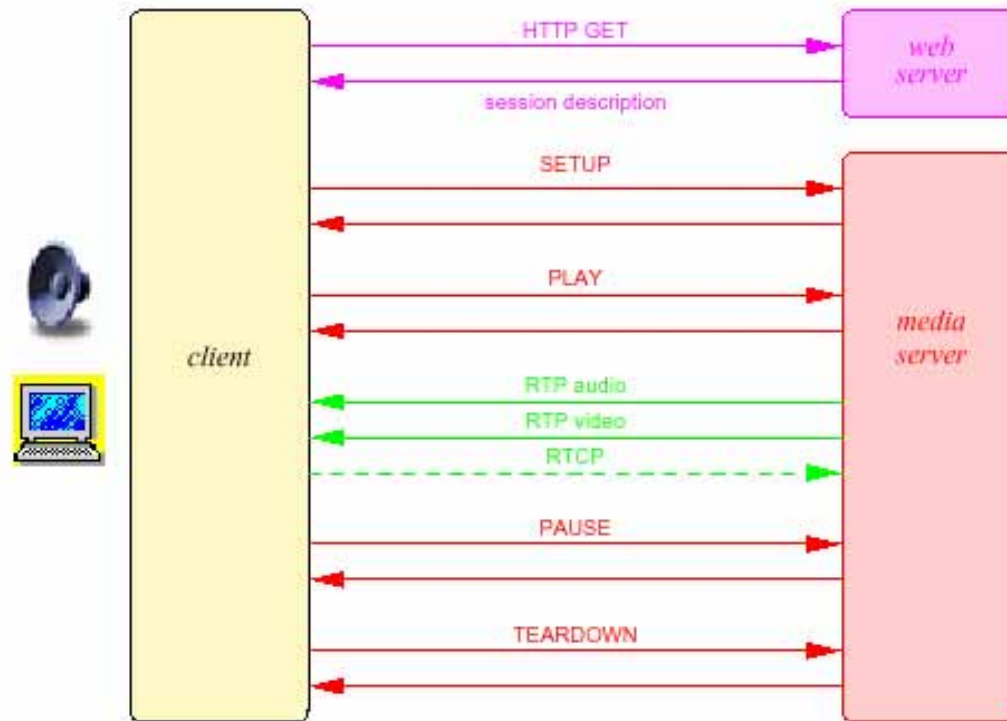 HTTP GET
web
server
session description
SETUP
PLAY
client
media
server
RTP audio
RTP video
RTCP
PAUSE
TEARDOWN